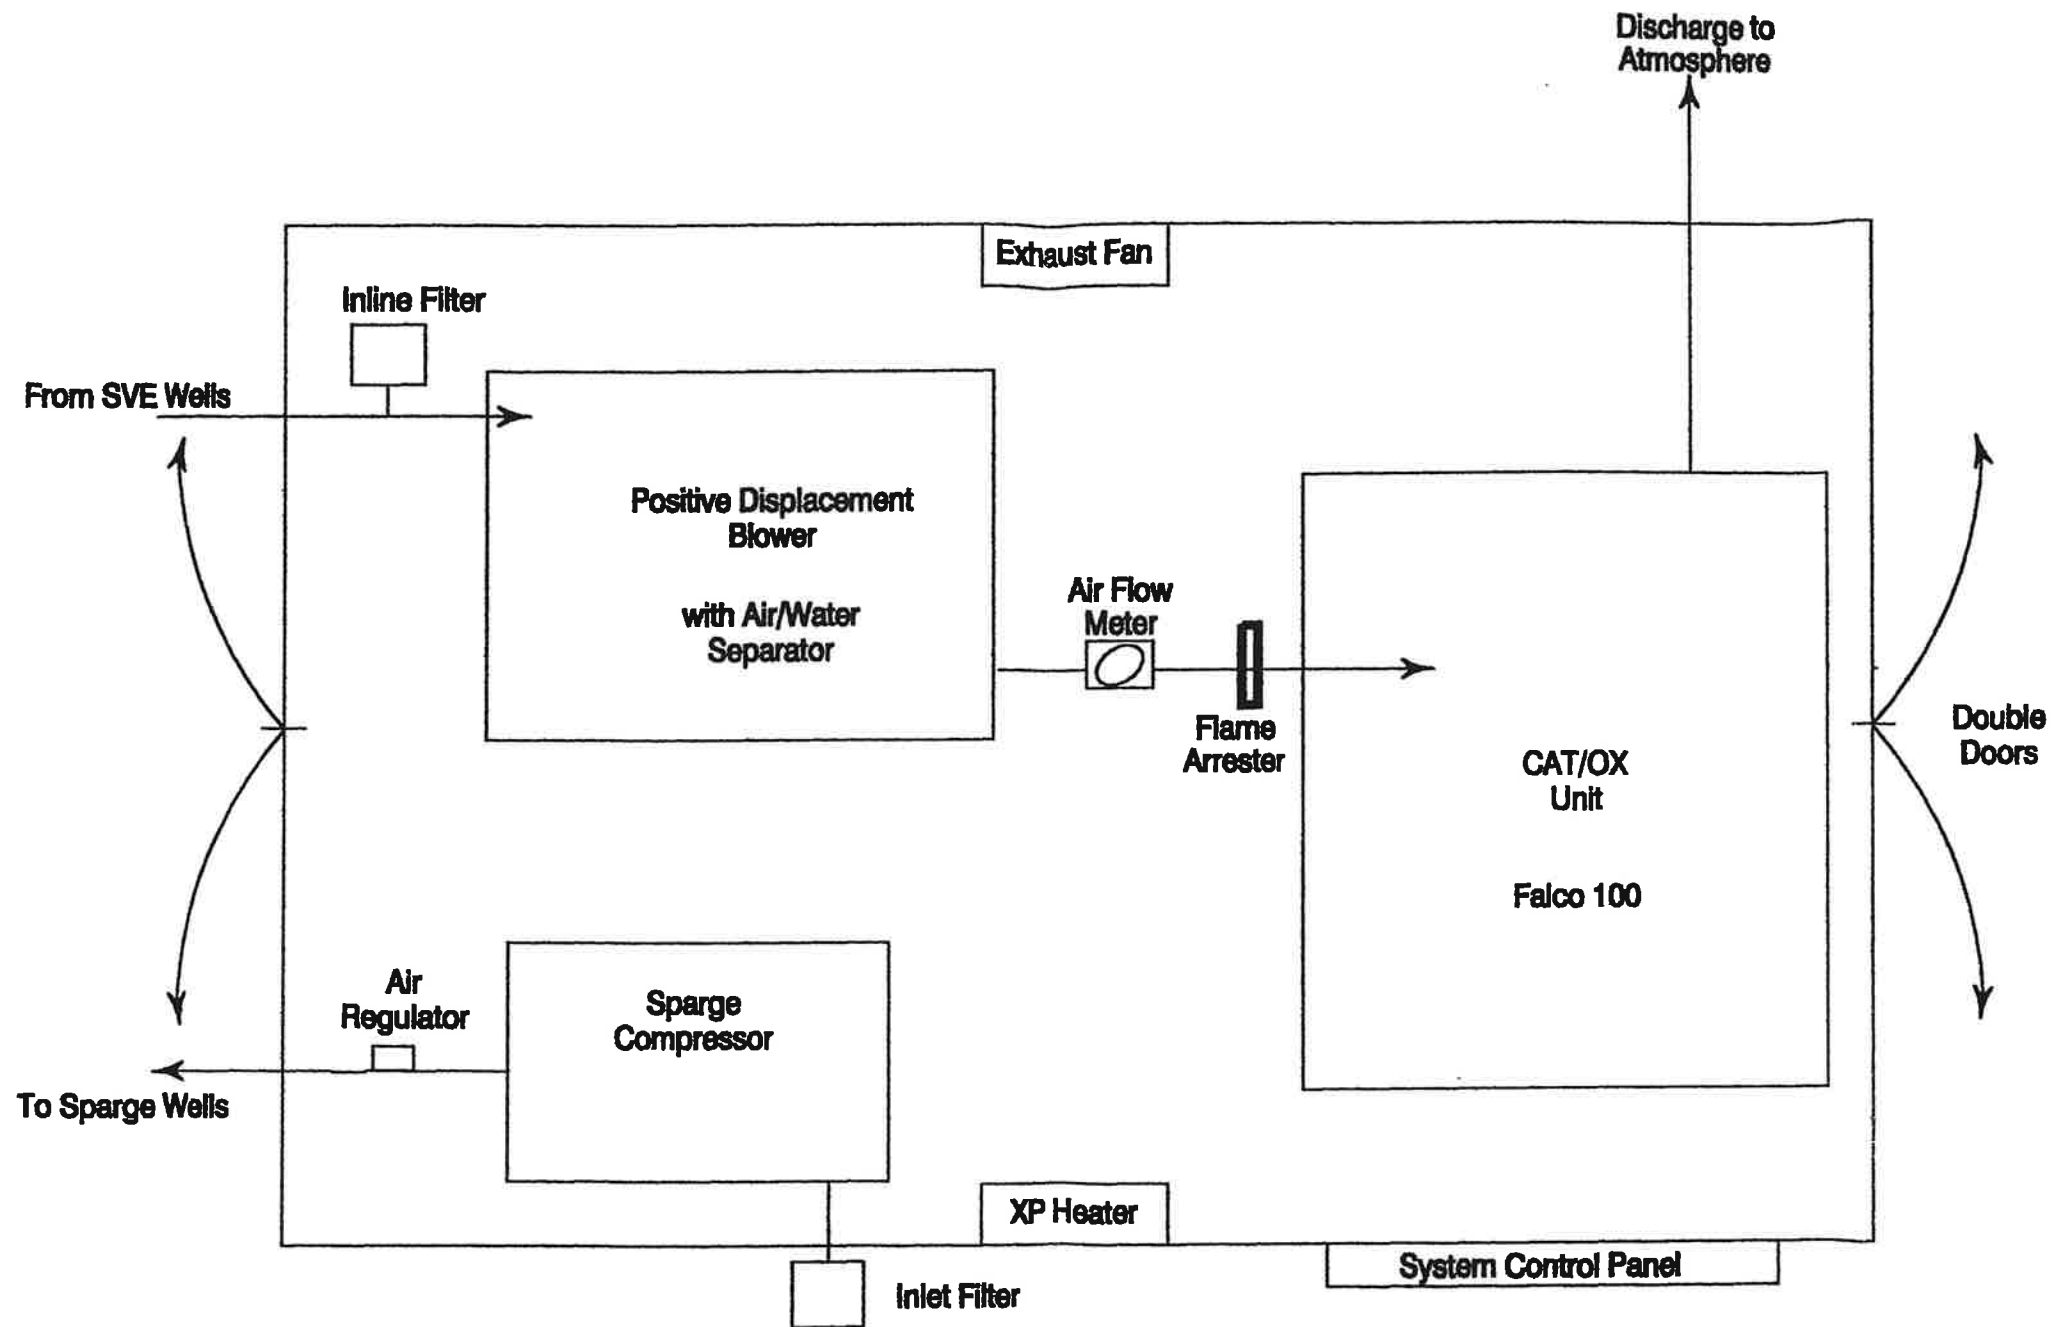 Discharge to
Atmosphere
Exhaust Fan
Inline Filter
From SVE Wells
Positive Displacement
Blower
with Air/Water
Separator
Air Flow
Meter
Flame
Arrester
CAT/OX
Unit
Falco 100
Double
Doors
Air
Regulator
Sparge
Compressor
To Sparge Wells
XP Heater
System Control Panel
Inlet Filter